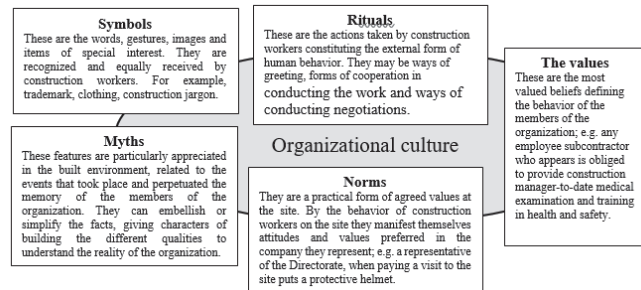 Symbols
These are the words, gestures, images and
items of special interest. They are
recognized and equally received by
construction workers. For example,
trademark, clothing, construction jargon.
Rituals
These are the actions taken by construction
workers constituting the external form of
human behavior. They may be ways of
greeting, forms of cooperation in
conducting the work and ways of
conducting negotiations.
The values
These are the most
valued beliefs defining
the behavior of the
members of the
organization; e.g. any
employee subcontractor
who appears is obliged
to provide construction
manager-to-date medical
examination and training
in health and safety.
Myths
These features are particularly appreciated
in the built environment, related to the
events that took place and perpetuated the
memory of the members of the
organization. They can embellish or
simplify the facts, giving characters of
building the different qualities to
understand the reality of the organization.
Organizational culture
Norms
They are a practical form of agreed values at
the site. By the behavior of construction
workers on the site they manifest themselves
attitudes and values preferred in the
company they represent; e.g. a representative
of the Directorate, when paying a visit to the
site puts a protective helmet.